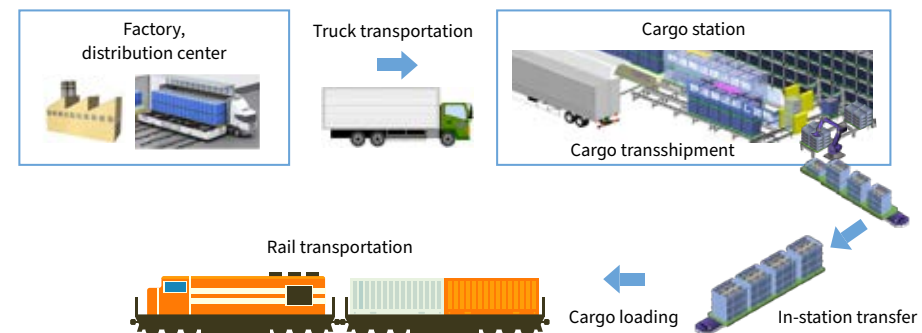 Factory,
distribution center
Truck transportation
Cargo station
Cargo transshipment
Rail transportation
Cargo loading
In-station transfer